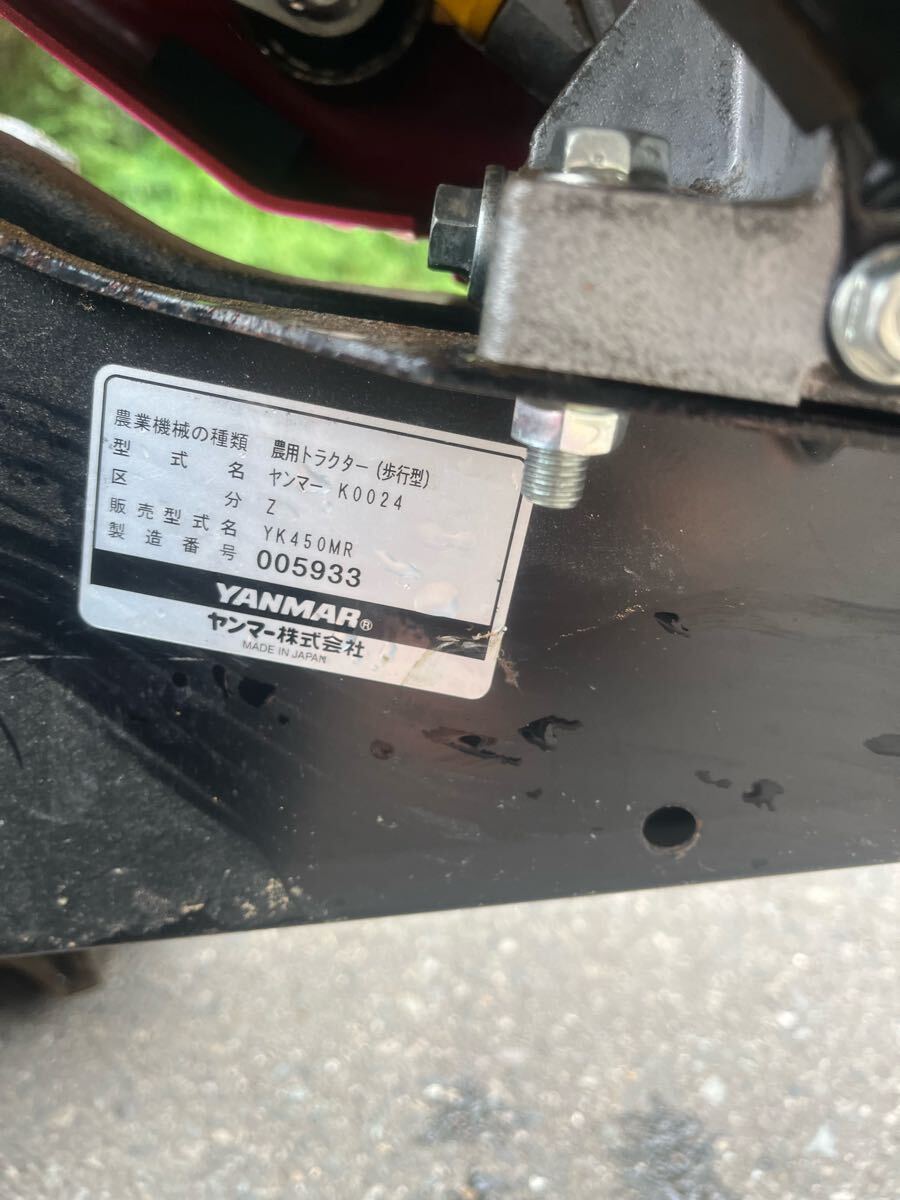 農業機械の種類 農用トラクター(歩行型)
型式名 ヤンマー K0024
区分 Z
販売型式名 YK450MR
製造番号 005933
YANMAR®
ヤンマー株式会社
MADE IN JAPAN